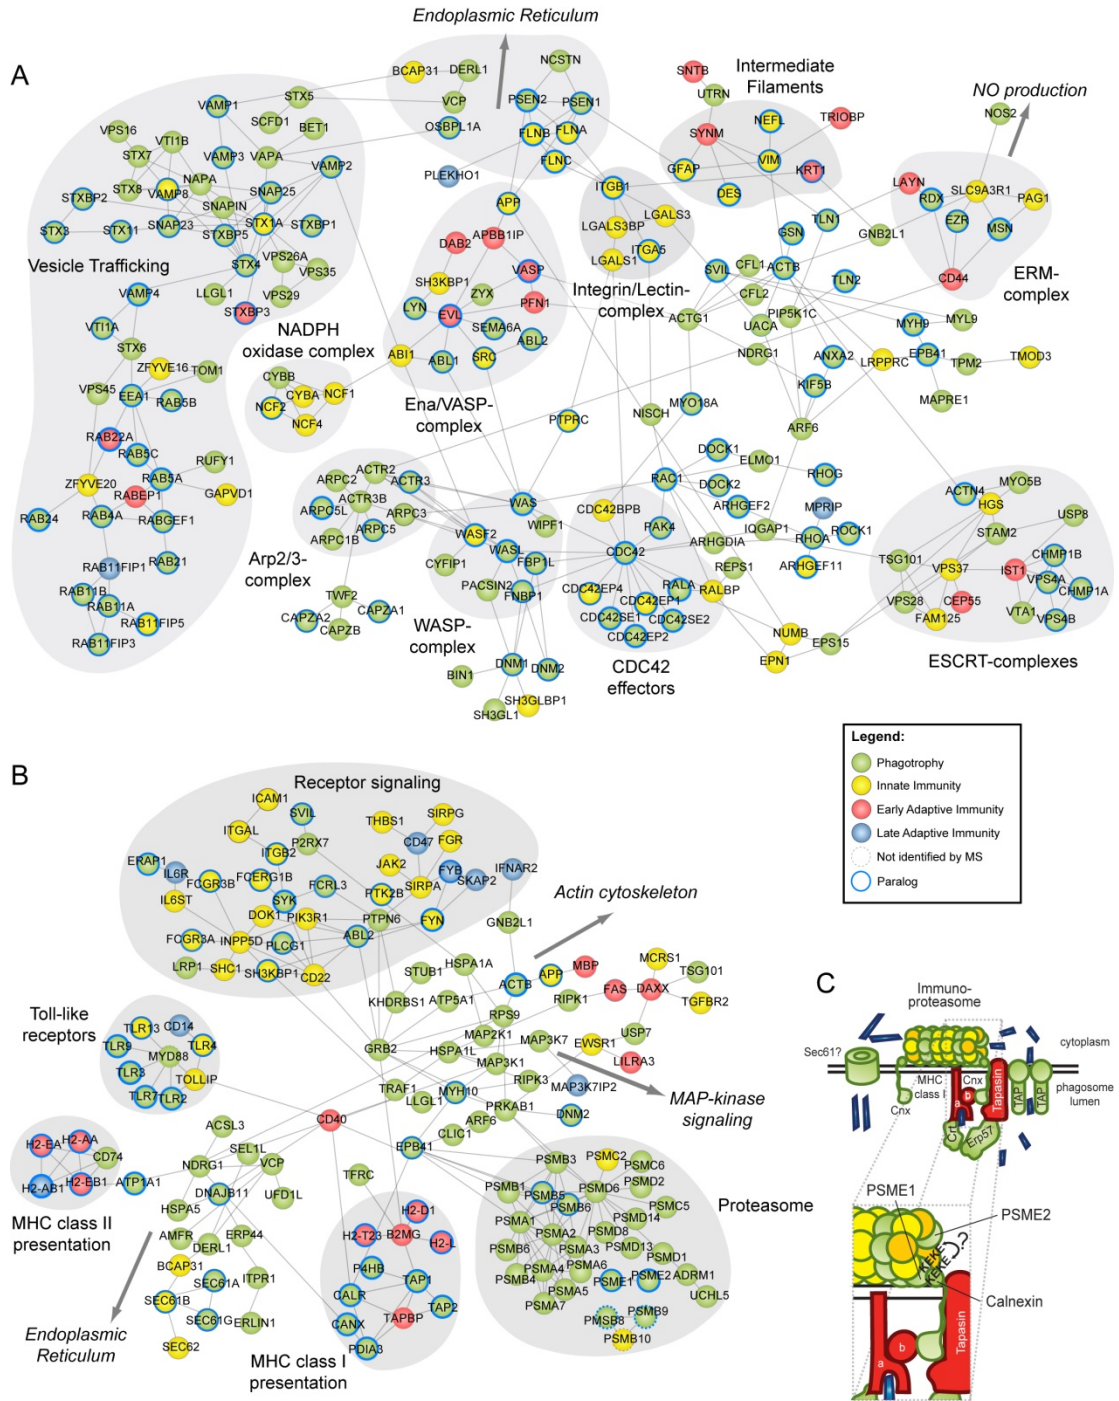 A
Endoplasmic Reticulum
BCAP31
DERL1
NCSTN
VCP
PSEN2
PSEN1
OSBPL1A
FLNB
FLNA
FLNC
PLEKHO1
APP
Intermediate
Filaments
SNTB
UTRN
NEFL
TRIOBP
SYNM
VIM
GFAP
KRT1
DES
NO production
NOS2
LAYN
RDX
SLC9A3R1
PAG1
EZR
MSN
CD44
ERM-
complex
VAMP1
STX5
SCFD1
BET1
VPS16
VTI1B
STX7
VAMP3
VAPA
VAMP2
NAPA
STX8
VAMP8
SNAP25
STXBP2
SNAPIN
STX1A
STXBP1
STX3
STX11
SNAP23
STXBP5
STX4
VPS26A
VPS35
VPS29
Vesicle Trafficking
VAMP4
LLGL1
STXBP3
VTI1A
STX6
ZFYVE16
VPS45
TOM1
EEA1
RAB5B
RAB22A
RAB5C
RUFY1
ZFYVE20
RAB5A
RABEP1
GAPVD1
RAB24
RAB4A
RABGEF1
RAB11FIP1
RAB21
RAB11B
RAB11A
RAB11FIP5
RAB11FIP3
NADPH
oxidase complex
CYBB
CYBA
NCF1
NCF2
NCF4
DAB2
APBB1IP
SH3KBP1
VASP
LYN
ZYX
PFN1
EVL
SEMA6A
ABI1
ABL1
SRC
ABL2
Ena/VASP-
complex
ITGB1
LGALS3
LGALS3BP
ITGA5
LGALS1
Integrin/Lectin-
complex
TLN1
GSN
GNB2L1
SVIL
CFL1
ACTB
TLN2
CFL2
ACTG1
PIP5K1C
UACA
MYH9
MYL9
NDRG1
ANXA2
LRPPRC
EPB41
TPM2
TMOD3
KIF5B
MAPRE1
PTPRC
NISCH
MYO18A
ARF6
DOCK1
ELMO1
DOCK2
RHOG
RAC1
ARHGEF2
MPRIP
ROCK1
IQGAP1
RHOA
ARHGDIA
ARHGEF11
REPS1
RALBP
Arp2/3-
complex
ARPC2
ACTR2
ACTR3
ACTR3B
ARPC5L
ARPC3
ARPC5
ARPC1B
TWF2
CAPZA1
CAPZA2
CAPZB
WAS
WIPF1
WASF2
WASL
CYFIP1
FBP1L
PACSIN2
FNBP1
WASP-
complex
BIN1
DNM1
DNM2
SH3GLBP1
SH3GL1
CDC42BPB
PAK4
CDC42
CDC42EP4
RALA
CDC42EP1
CDC42SE1
CDC42SE2
CDC42EP2
CDC42
effectors
NUMB
EPN1
EPS15
ACTN4
MYO5B
HGS
USP8
STAM2
TSG101
VPS37
IST1
CHMP1B
VPS4A
CHMP1A
VPS28
CEP55
VTA1
FAM125
VPS4B
ESCRT-complexes
Legend:
Phagotrophy
Innate Immunity
Early Adaptive Immunity
Late Adaptive Immunity
Not identified by MS
Paralog
B
Receptor signaling
ICAM1
SVIL
ITGAL
P2RX7
ITGB2
THBS1
SIRPG
CD47
FGR
JAK2
FYB
IFNAR2
SIRPA
SKAP2
ERAP1
IL6R
FCERG1B
FCGR3B
FCRL3
PTK2B
IL6ST
SYK
DOK1
PIK3R1
PTPN6
FYN
FCGR3A
INPP5D
PLCG1
ABL2
LRP1
SHC1
SH3KBP1
CD22
GNB2L1
Actin cytoskeleton
STUB1
HSPA1A
ACTB
APP
MBP
MCRS1
TSG101
FAS
DAXX
KHDRBS1
ATP5A1
RIPK1
TGFBR2
RPS9
USP7
GRB2
MAP2K1
MAP3K7
EWSR1
HSPA1L
MAP3K1
LILRA3
RIPK3
MAP3K7IP2
TRAF1
MYH10
LLGL1
PRKAB1
DNM2
ARF6
CLIC1
EPB41
MAP-kinase
signaling
Toll-like
receptors
TLR13
CD14
TLR9
TLR4
MYD88
TLR3
TOLLIP
TLR7
TLR2
CD40
H2-EA
H2-AA
CD74
H2-AB1
H2-EB1
ATP1A1
MHC class II
presentation
ACSL3
SEL1L
NDRG1
VCP
DNAJB11
UFD1L
HSPA5
AMFR
ERP44
DERL1
BCAP31
SEC61A
ITPR1
SEC61B
SEC61G
ERLIN1
SEC62
Endoplasmic
Reticulum
TFRC
H2-D1
H2-T23
B2MG
H2-L
P4HB
TAP1
CALR
TAP2
CANX
TAPBP
PDIA3
MHC class I
presentation
Proteasome
PSMB3
PSMC2
PSMC6
PSMB1
PSMD6
PSMD2
PSMB5
PSMB6
PSMC5
PSMA1
PSMD14
PSMA2
PSMD8
PSMB6
PSMA3
PSMD13
PSMD1
PSMA4
PSMA6
PSMB4
PSME1
PSME2
ADRM1
PSMA5
UCHL5
PSMA7
PSMB9
PMSB8
PSMB10
C
Immuno-
proteasome
Sec61?
cytoplasm
MHC
class I
Cnx
Cnx
a
b
Tapasin
TAP
TAP
phagosome
lumen
Crt
Erp57
PSME1
PSME2
KEKE
KEKE
?
Calnexin
a
b
Tapasin